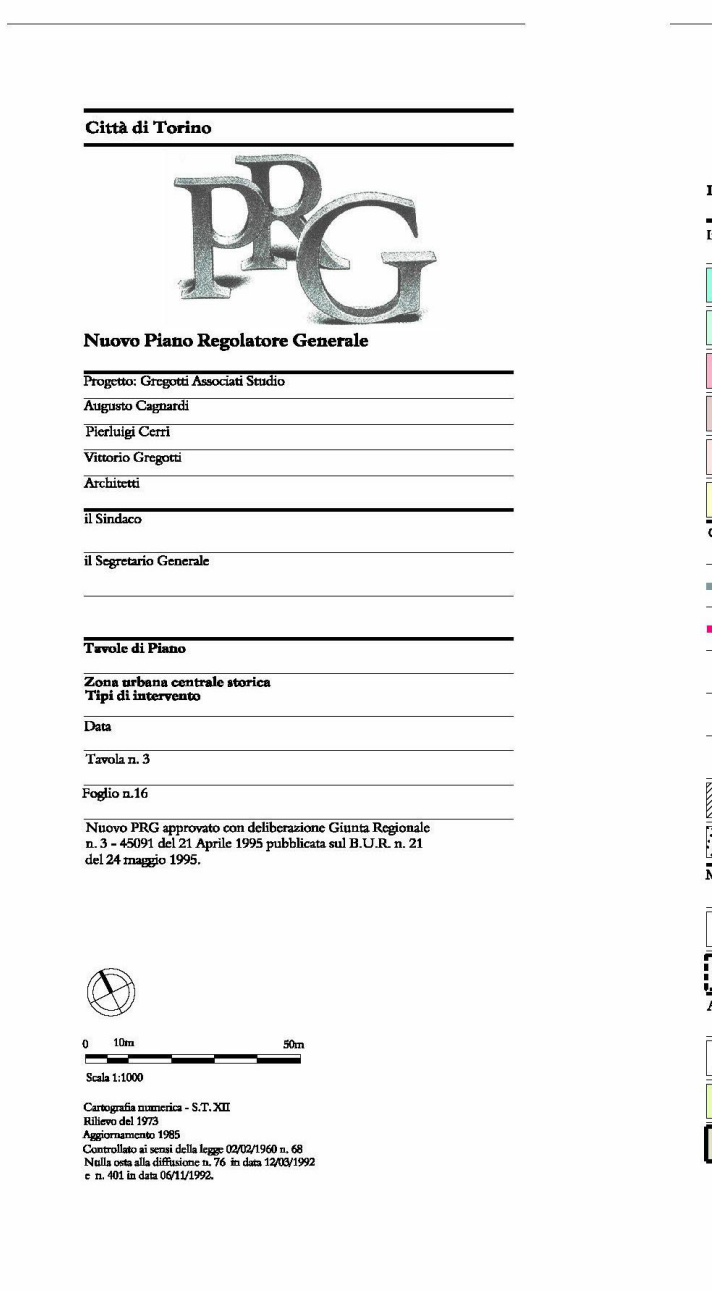 Città di Torino
PRG
Nuovo Piano Regolatore Generale
Progetto: Gregotti Associati Studio
Augusto Cagnardi
Pierluigi Cerri
Vittorio Gregotti
Architetti
il Sindaco
il Segretario Generale
Tavole di Piano
Zona urbana centrale storica
Tipi di intervento
Data
Tavola n. 3
Foglio n.16
Nuovo PRG approvato con deliberazione Giunta Regionale
n. 3 - 45091 del 21 Aprile 1995 pubblicata sul B.U.R. n. 21
del 24 maggio 1995.
0 10m 50m
Scala 1:1000
Cartografia numerica - S.T. XII
Rilievo del 1973
Aggiornamento 1985
Controllato ai sensi della legge 02/02/1960 n. 68
Nulla osta alla diffusione n. 76 in data 12/03/1992
e n. 401 in data 06/11/1992.